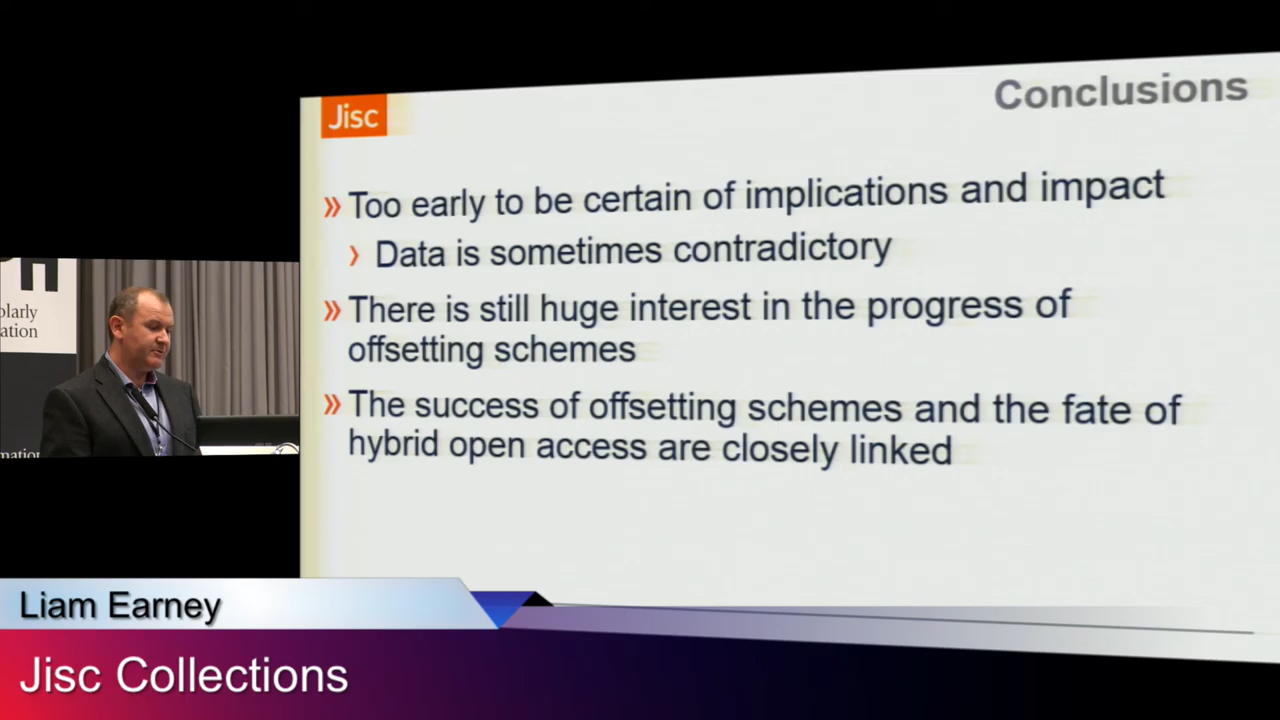 Jisc
Conclusions
» Too early to be certain of implications and impact
› Data is sometimes contradictory
» There is still huge interest in the progress of
offsetting schemes
» The success of offsetting schemes and the fate of
hybrid open access are closely linked
Liam Earney
Jisc Collections